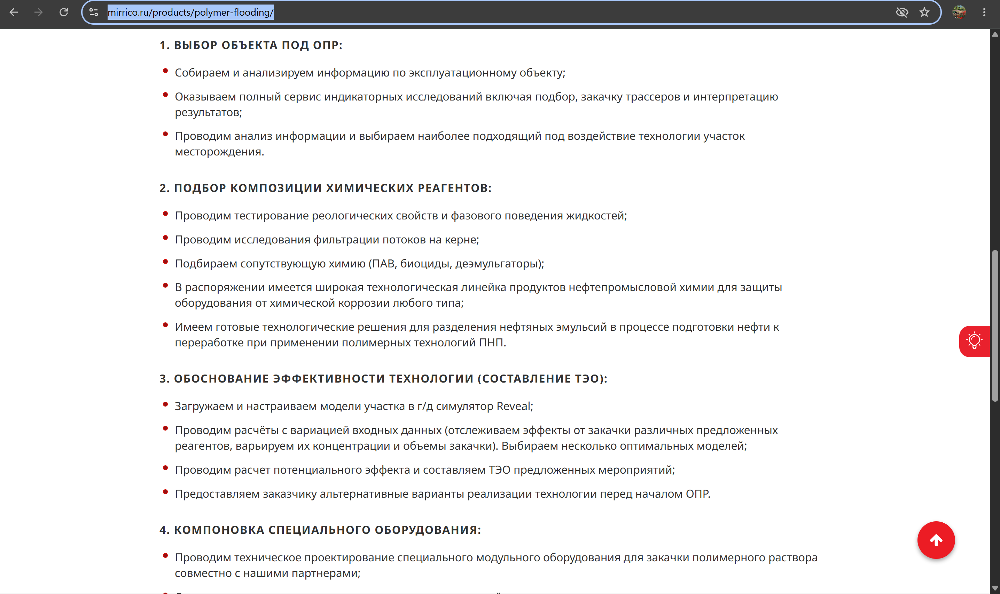 mirrico.ru/products/polymer-flooding/
1. ВЫБОР ОБЪЕКТА ПОД ОПР:
Собираем и анализируем информацию по эксплуатационному объекту;
Оказываем полный сервис индикаторных исследований включая подбор, закачку трассеров и интерпретацию
результатов;
Проводим анализ информации и выбираем наиболее подходящий под воздействие технологии участок
месторождения.
2. ПОДБОР КОМПОЗИЦИИ ХИМИЧЕСКИХ РЕАГЕНТОВ:
Проводим тестирование реологических свойств и фазового поведения жидкостей;
Проводим исследования фильтрации потоков на керне;
Подбираем сопутствующую химию (ПАВ, биоциды, деэмульгаторы);
В распоряжении имеется широкая технологическая линейка продуктов нефтепромысловой химии для защиты
оборудования от химической коррозии любого типа;
Имеем готовые технологические решения для разделения нефтяных эмульсий в процессе подготовки нефти к
переработке при применении полимерных технологий ПНП.
3. ОБОСНОВАНИЕ ЭФФЕКТИВНОСТИ ТЕХНОЛОГИИ (СОСТАВЛЕНИЕ ТЭО):
Загружаем и настраиваем модели участка в г/д симулятор Reveal;
Проводим расчёты с вариацией входных данных (отслеживаем эффекты от закачки различных предложенных
реагентов, варьируем их концентрации и объемы закачки). Выбираем несколько оптимальных моделей;
Проводим расчет потенциального эффекта и составляем ТЭО предложенных мероприятий;
Предоставляем заказчику альтернативные варианты реализации технологии перед началом ОПР.
4. КОМПОНОВКА СПЕЦИАЛЬНОГО ОБОРУДОВАНИЯ:
Проводим техническое проектирование специального модульного оборудования для закачки полимерного раствора
совместно с нашими партнерами;